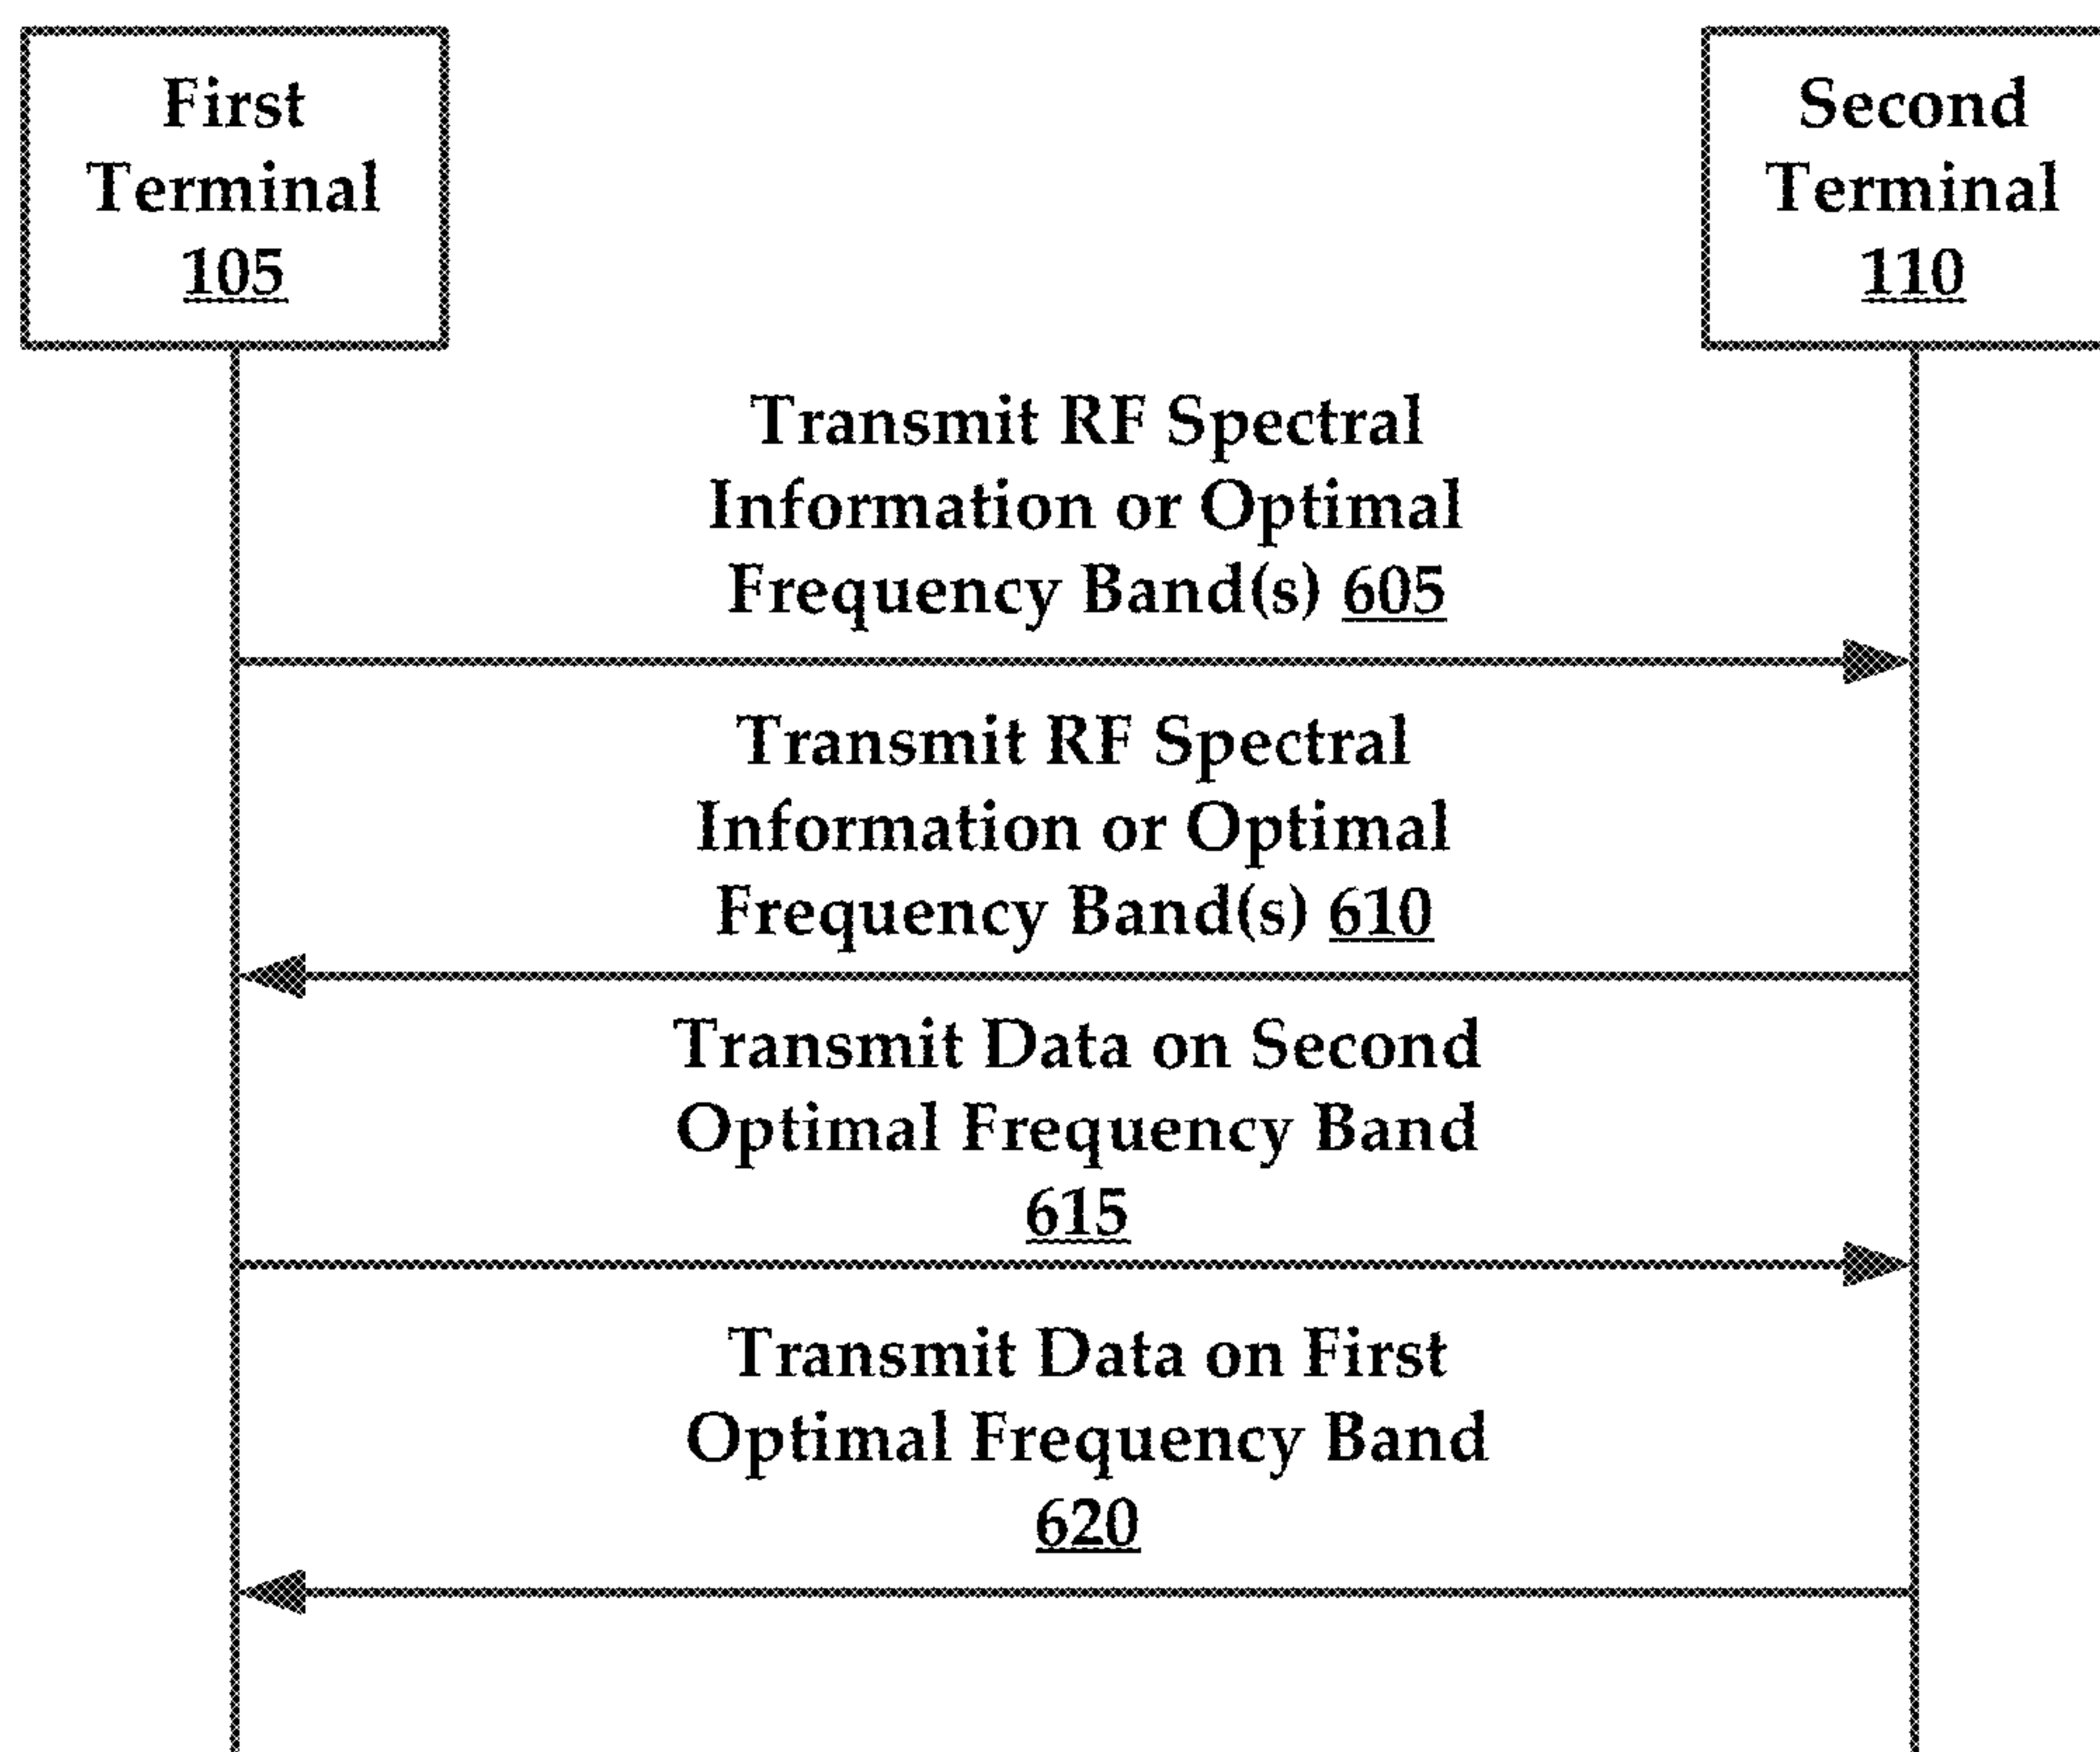 First
Terminal
105
Second
Terminal
110
Transmit RF Spectral
Information or Optimal
Frequency Band(s) 605
Transmit RF Spectral
Information or Optimal
Frequency Band(s) 610
Transmit Data on Second
Optimal Frequency Band
615
Transmit Data on First
Optimal Frequency Band
620